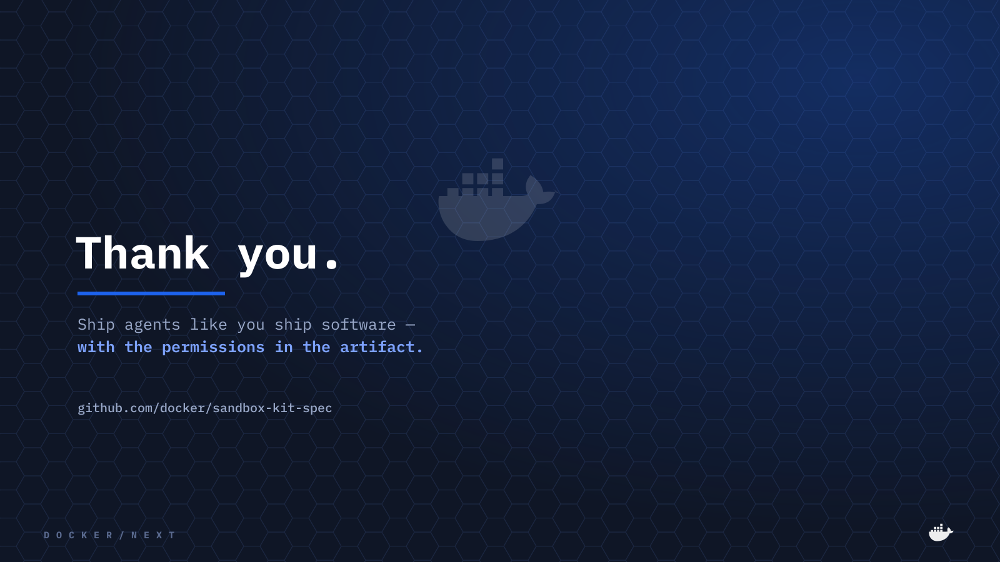 Thank you.
Ship agents like you ship software —
with the permissions in the artifact.
github.com/docker/sandbox-kit-spec
DOCKER/NEXT